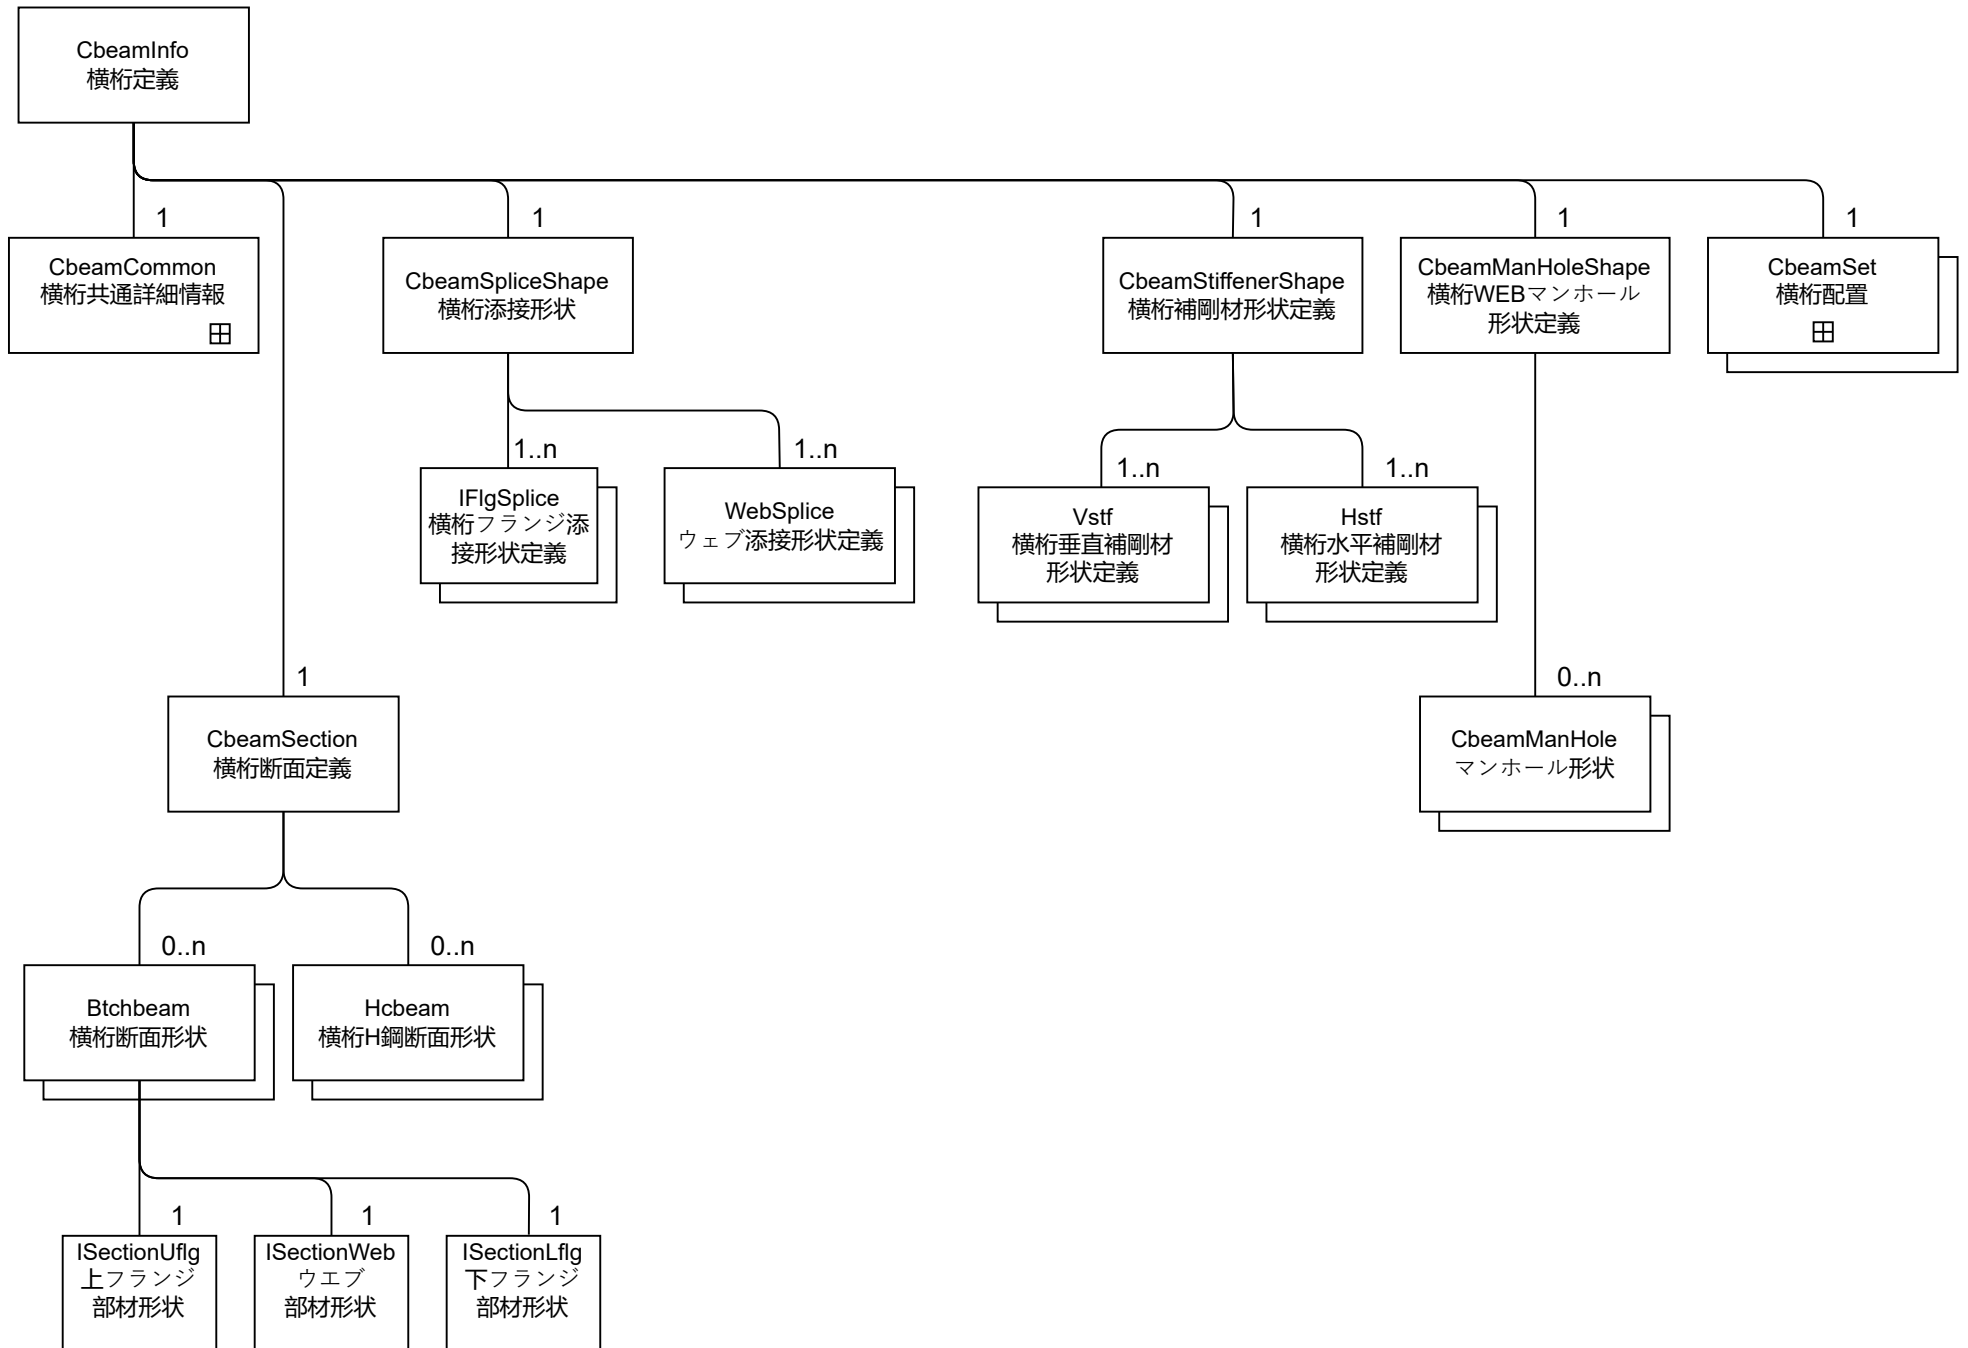 CbeamInfo
横桁定義
1
CbeamCommon
横桁共通詳細情報
1
CbeamSpliceShape
横桁添接形状
1
CbeamStiffenerShape
横桁補剛材形状定義
1
CbeamManHoleShape
横桁WEBマンホール
形状定義
1
CbeamSet
横桁配置
1..n
IFlgSplice
横桁フランジ添
接形状定義
1..n
WebSplice
ウェブ添接形状定義
1..n
Vstf
横桁垂直補剛材
形状定義
1..n
Hstf
横桁水平補剛材
形状定義
1
CbeamSection
横桁断面定義
0..n
CbeamManHole
マンホール形状
0..n
Btchbeam
横桁断面形状
0..n
Hcbeam
横桁H鋼断面形状
1
ISectionUflg
上フランジ
部材形状
1
ISectionWeb
ウエブ
部材形状
1
ISectionLflg
下フランジ
部材形状